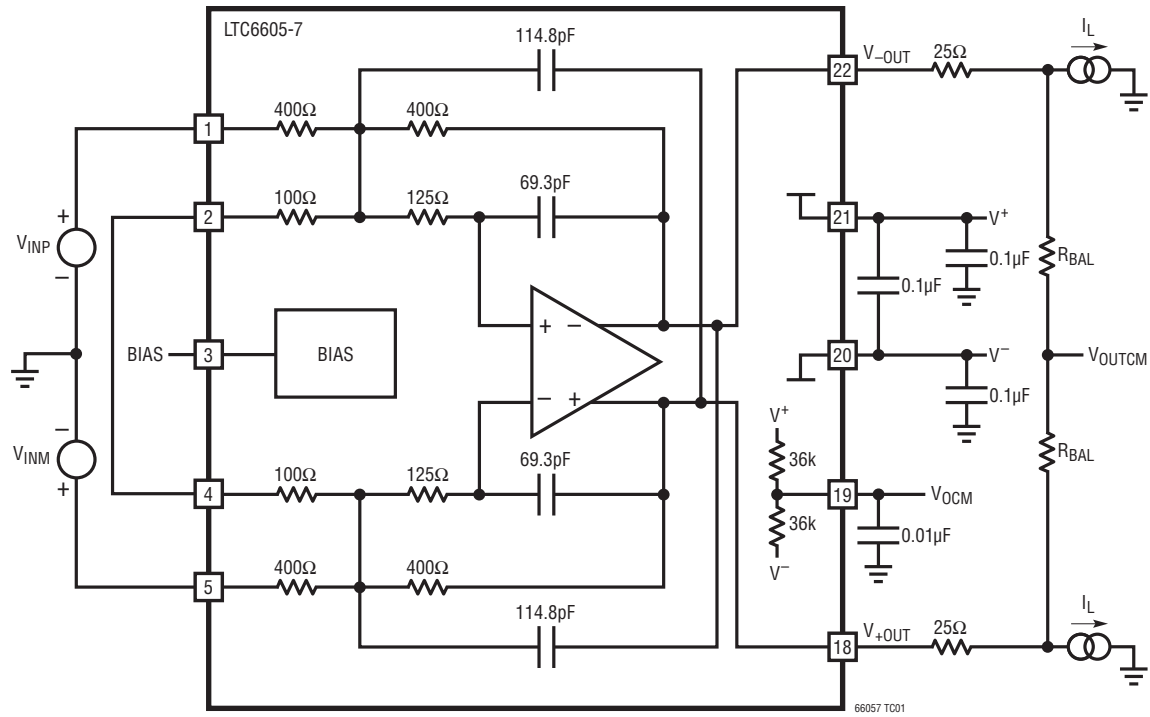 LTC6605-7
114.8pF
I_L
22
V_–OUT
25Ω
400Ω
400Ω
1
69.3pF
100Ω
125Ω
2
21
V⁺
+
V_INP
–
0.1µF
R_BAL
0.1µF
+ –
BIAS
3
BIAS
20
V⁻
V_OUTCM
– +
0.1µF
–
V_INM
+
V⁺
69.3pF
36k
R_BAL
100Ω
125Ω
4
19
V_OCM
36k
0.01µF
400Ω
400Ω
V⁻
5
114.8pF
I_L
18
V_+OUT
25Ω
66057 TC01